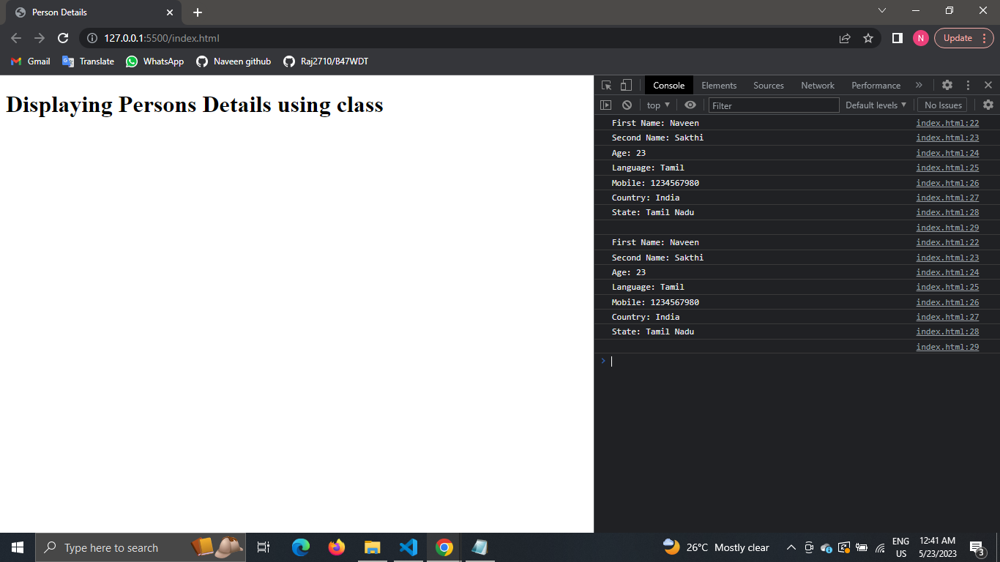 Person Details
127.0.0.1:5500/index.html
Update
Gmail Translate WhatsApp Naveen github Raj2710/B47WDT
Displaying Persons Details using class
Console Elements Sources Network Performance »
top Filter Default levels No Issues
First Name: Naveen index.html:22
Second Name: Sakthi index.html:23
Age: 23 index.html:24
Language: Tamil index.html:25
Mobile: 1234567980 index.html:26
Country: India index.html:27
State: Tamil Nadu index.html:28
index.html:29
First Name: Naveen index.html:22
Second Name: Sakthi index.html:23
Age: 23 index.html:24
Language: Tamil index.html:25
Mobile: 1234567980 index.html:26
Country: India index.html:27
State: Tamil Nadu index.html:28
index.html:29
>
N
Type here to search
26°C Mostly clear
ENG
US
12:41 AM
5/23/2023
3